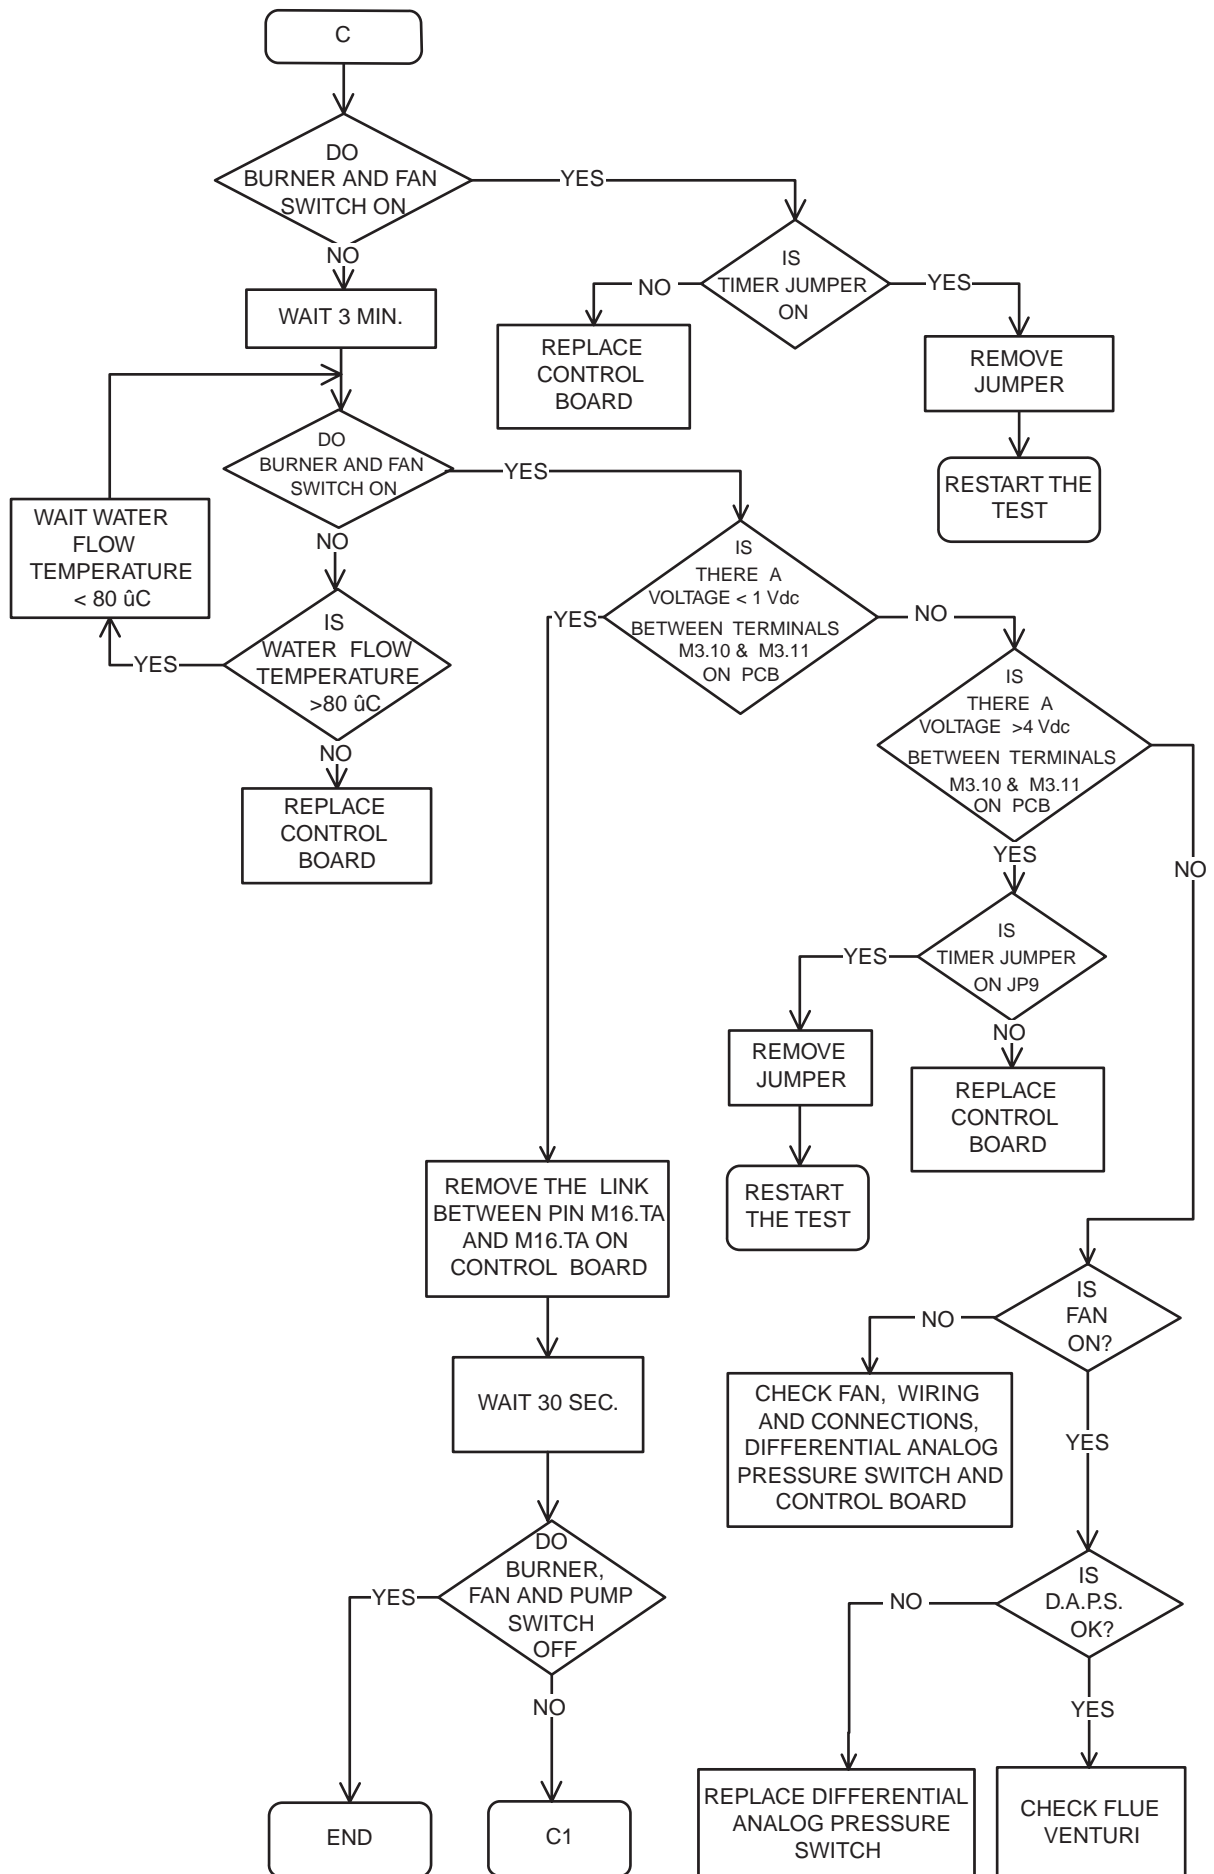 C
DO
BURNER AND FAN
SWITCH ON
YES
NO
WAIT 3 MIN.
IS
TIMER JUMPER
ON
NO
YES
REPLACE
CONTROL
BOARD
REMOVE
JUMPER
RESTART THE
TEST
DO
BURNER AND FAN
SWITCH ON
YES
NO
WAIT WATER
FLOW
TEMPERATURE
< 80 ûC
IS
WATER FLOW
TEMPERATURE
>80 ûC
YES
NO
REPLACE
CONTROL
BOARD
IS
THERE A
VOLTAGE < 1 Vdc
BETWEEN TERMINALS
M3.10 & M3.11
ON PCB
YES
NO
IS
THERE A
VOLTAGE >4 Vdc
BETWEEN TERMINALS
M3.10 & M3.11
ON PCB
YES
NO
IS
TIMER JUMPER
ON JP9
YES
NO
REMOVE
JUMPER
REPLACE
CONTROL
BOARD
RESTART
THE TEST
REMOVE THE LINK
BETWEEN PIN M16.TA
AND M16.TA ON
CONTROL BOARD
WAIT 30 SEC.
DO
BURNER,
FAN AND PUMP
SWITCH
OFF
YES
NO
END
C1
IS
FAN
ON?
NO
YES
CHECK FAN, WIRING
AND CONNECTIONS,
DIFFERENTIAL ANALOG
PRESSURE SWITCH AND
CONTROL BOARD
IS
D.A.P.S.
OK?
NO
YES
REPLACE DIFFERENTIAL
ANALOG PRESSURE
SWITCH
CHECK FLUE
VENTURI